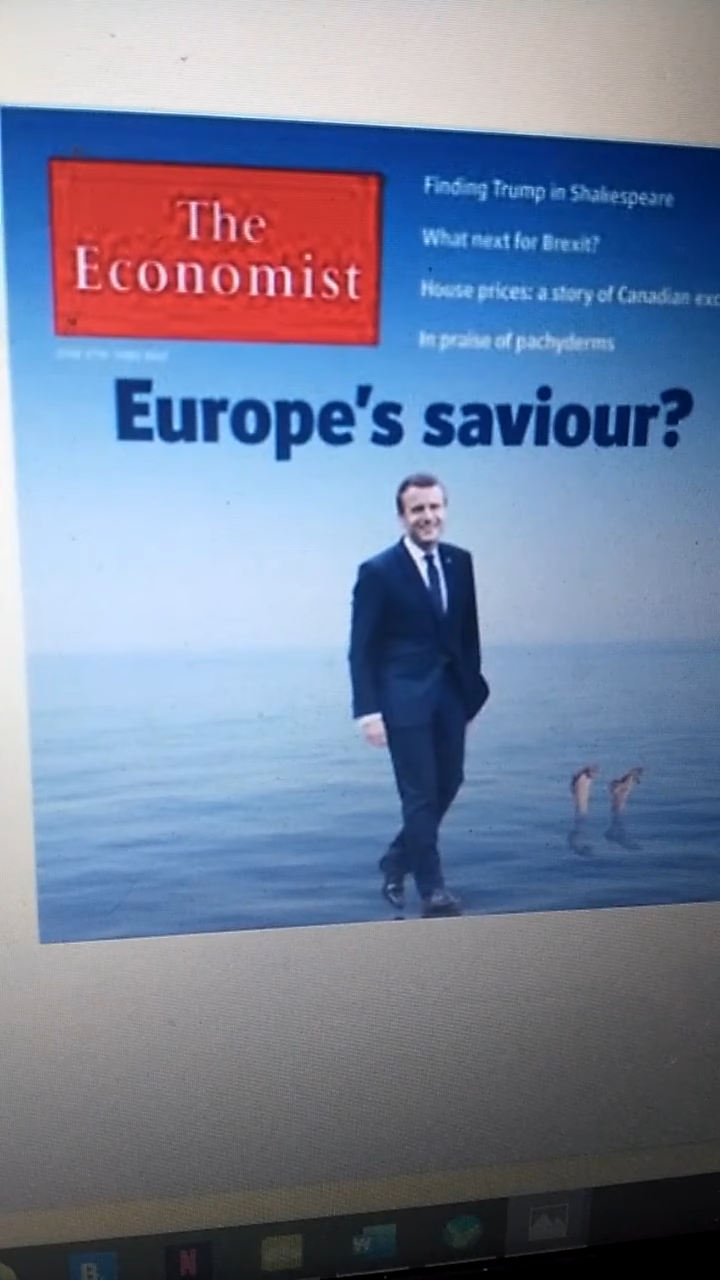 The
Economist
Finding Trump in Shakespeare
What next for Brexit?
House prices: a story of Canadian exc
In praise of pachyderms
Europe's saviour?
B.
N
W